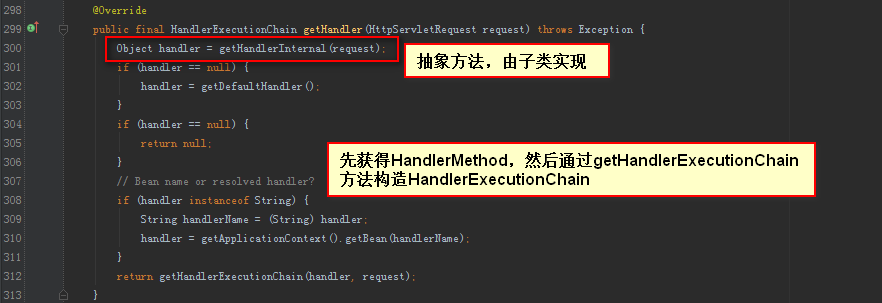 298 @Override
299 public final HandlerExecutionChain getHandler(HttpServletRequest request) throws Exception {
300 Object handler = getHandlerInternal(request);
抽象方法，由子类实现
301 if (handler == null) {
302 handler = getDefaultHandler();
303 }
304 if (handler == null) {
305 return null;
306 }
先获得HandlerMethod，然后通过getHandlerExecutionChain
方法构造HandlerExecutionChain
307 // Bean name or resolved handler?
308 if (handler instanceof String) {
309 String handlerName = (String) handler;
310 handler = getApplicationContext().getBean(handlerName);
311 }
312 return getHandlerExecutionChain(handler, request);
313 }